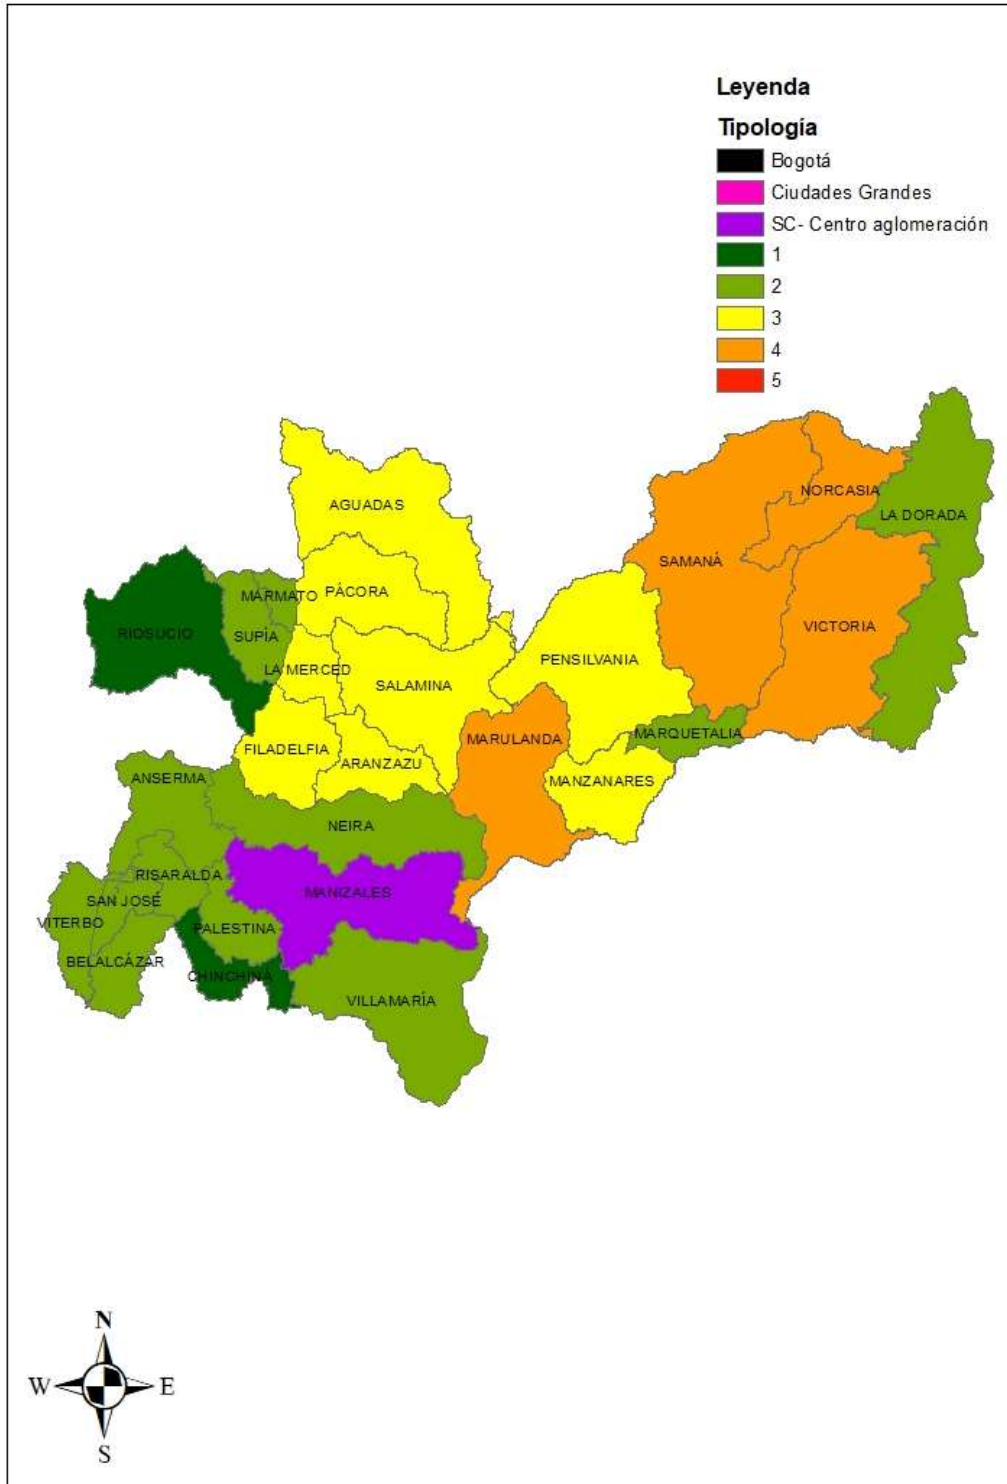 Leyenda
Tipología
Bogotá
Ciudades Grandes
SC- Centro aglomeración
1
2
3
4
5
AGUADAS
NORCASIA
LA DORADA
SAMANÁ
PÁCORA
MARMATO
RIOSUCIO
SUPÍA
VICTORIA
LA MERCED
PENSILVANIA
SALAMINA
MARQUETALIA
MARULANDA
FILADELFIA
ARANZAZU
ANSERMA
MANZANARES
NEIRA
RISARALDA
MANIZALES
SAN JOSÉ
VITERBO
PALESTINA
BELALCÁZAR
CHINCHINÁ
VILLAMARÍA
N
W E
S